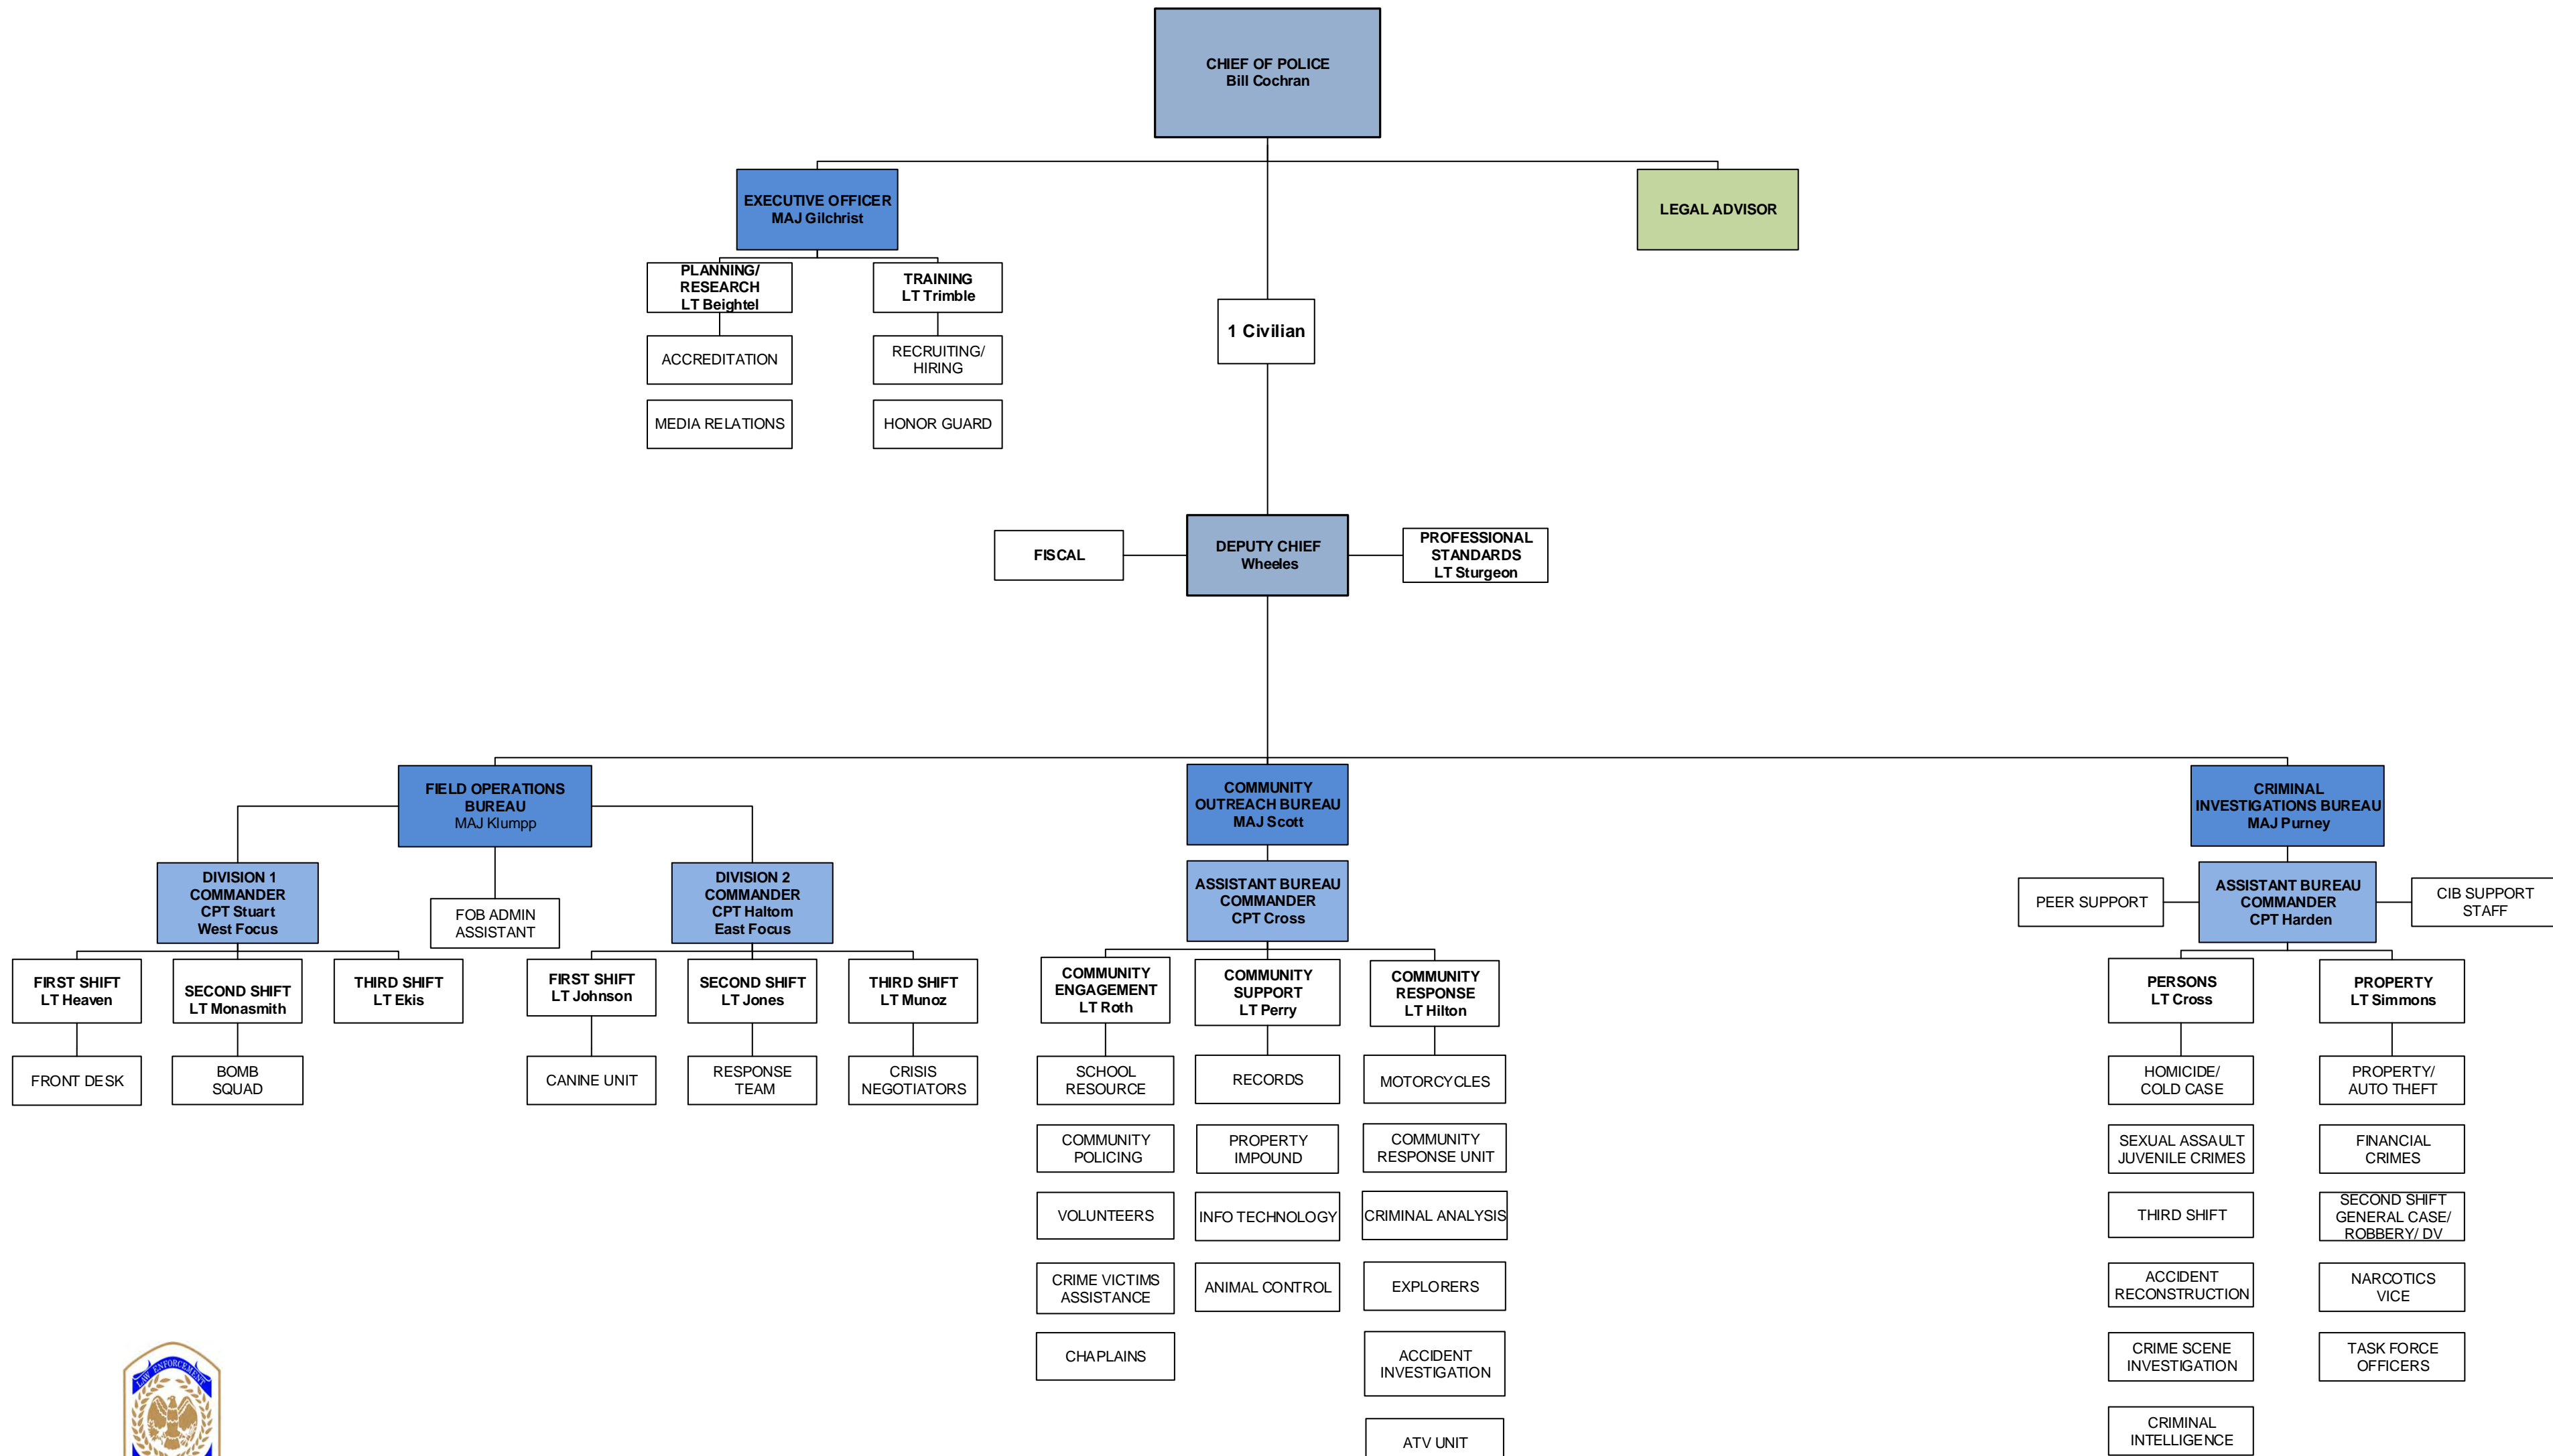 CHIEF OF POLICE
Bill Cochran
EXECUTIVE OFFICER
MAJ Gilchrist
LEGAL ADVISOR
PLANNING/
RESEARCH
LT Beightel
TRAINING
LT Trimble
1 Civilian
ACCREDITATION
RECRUITING/
HIRING
MEDIA RELATIONS
HONOR GUARD
FISCAL
DEPUTY CHIEF
Wheeles
PROFESSIONAL
STANDARDS
LT Sturgeon
FIELD OPERATIONS
BUREAU
MAJ Klumpp
COMMUNITY
OUTREACH BUREAU
MAJ Scott
CRIMINAL
INVESTIGATIONS BUREAU
MAJ Purney
DIVISION 1
COMMANDER
CPT Stuart
West Focus
FOB ADMIN
ASSISTANT
DIVISION 2
COMMANDER
CPT Haltom
East Focus
ASSISTANT BUREAU
COMMANDER
CPT Cross
PEER SUPPORT
ASSISTANT BUREAU
COMMANDER
CPT Harden
CIB SUPPORT
STAFF
FIRST SHIFT
LT Heaven
SECOND SHIFT
LT Monasmith
THIRD SHIFT
LT Ekis
FIRST SHIFT
LT Johnson
SECOND SHIFT
LT Jones
THIRD SHIFT
LT Munoz
COMMUNITY
ENGAGEMENT
LT Roth
COMMUNITY
SUPPORT
LT Perry
COMMUNITY
RESPONSE
LT Hilton
PERSONS
LT Cross
PROPERTY
LT Simmons
FRONT DESK
BOMB
SQUAD
CANINE UNIT
RESPONSE
TEAM
CRISIS
NEGOTIATORS
SCHOOL
RESOURCE
RECORDS
MOTORCYCLES
HOMICIDE/
COLD CASE
PROPERTY/
AUTO THEFT
COMMUNITY
POLICING
PROPERTY
IMPOUND
COMMUNITY
RESPONSE UNIT
SEXUAL ASSAULT
JUVENILE CRIMES
FINANCIAL
CRIMES
VOLUNTEERS
INFO TECHNOLOGY
CRIMINAL ANALYSIS
THIRD SHIFT
SECOND SHIFT
GENERAL CASE/
ROBBERY/ DV
CRIME VICTIMS
ASSISTANCE
ANIMAL CONTROL
EXPLORERS
ACCIDENT
RECONSTRUCTION
NARCOTICS
VICE
CHAPLAINS
ACCIDENT
INVESTIGATION
CRIME SCENE
INVESTIGATION
TASK FORCE
OFFICERS
ATV UNIT
CRIMINAL
INTELLIGENCE
LAW ENFORCEMENT